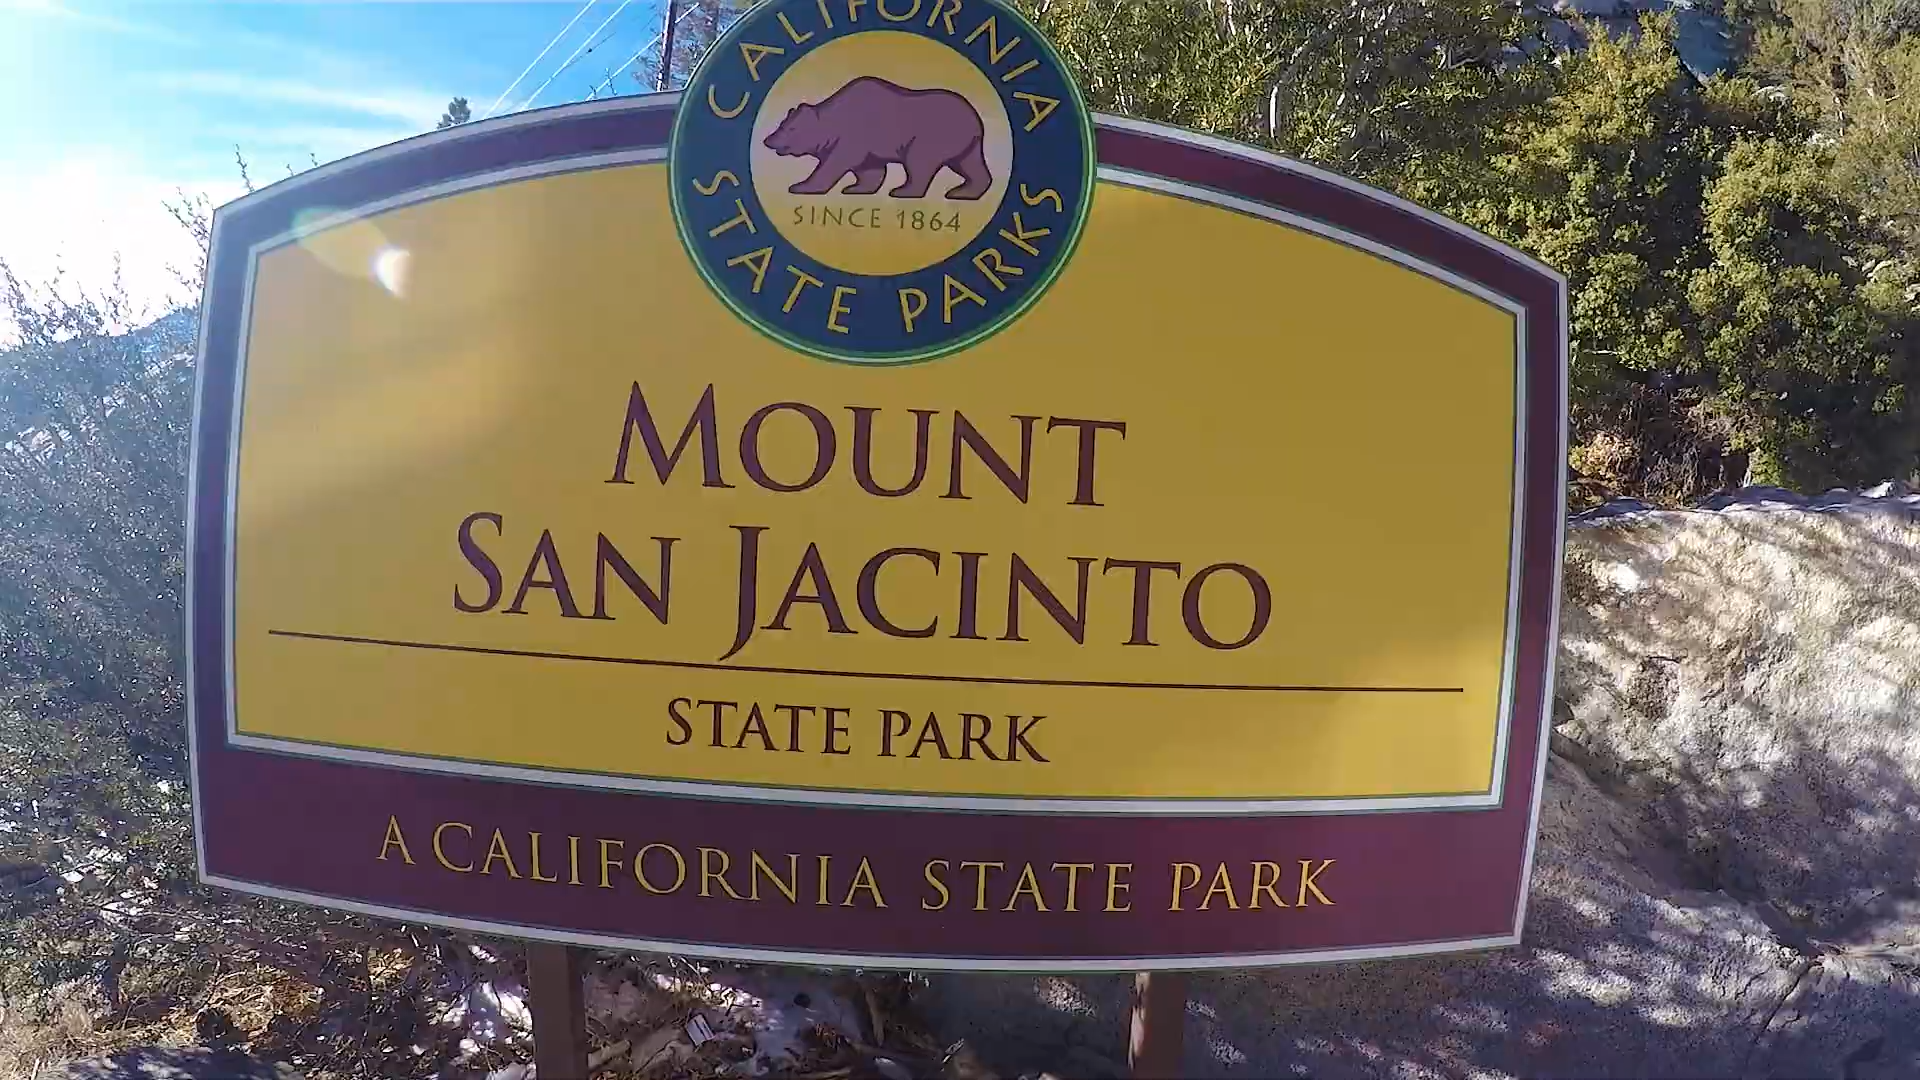 CALIFORNIA
STATE PARKS
SINCE 1864
MOUNT
SAN JACINTO
STATE PARK
A CALIFORNIA STATE PARK